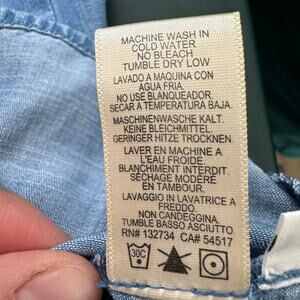 MACHINE WASH IN
COLD WATER
NO BLEACH
TUMBLE DRY LOW
LAVADO A MAQUINA CON
AGUA FRIA.
NO USE BLANQUEADOR.
SECAR A TEMPERATURA BAJA.
MASCHINENWASCHE KALT.
KEINE BLEICHMITTEL.
GERINGER HITZE TROCKNEN.
LAVER EN MACHINE A
L'EAU FROIDE.
BLANCHIMENT INTERDIT.
SECHAGE MODÈRE
EN TAMBOUR.
LAVAGGIO IN LAVATRICE A
FREDDO.
NON CANDEGGINA.
TUMBLE BASSO ASCIUTTO.
RN# 132734 CA# 54517
30C